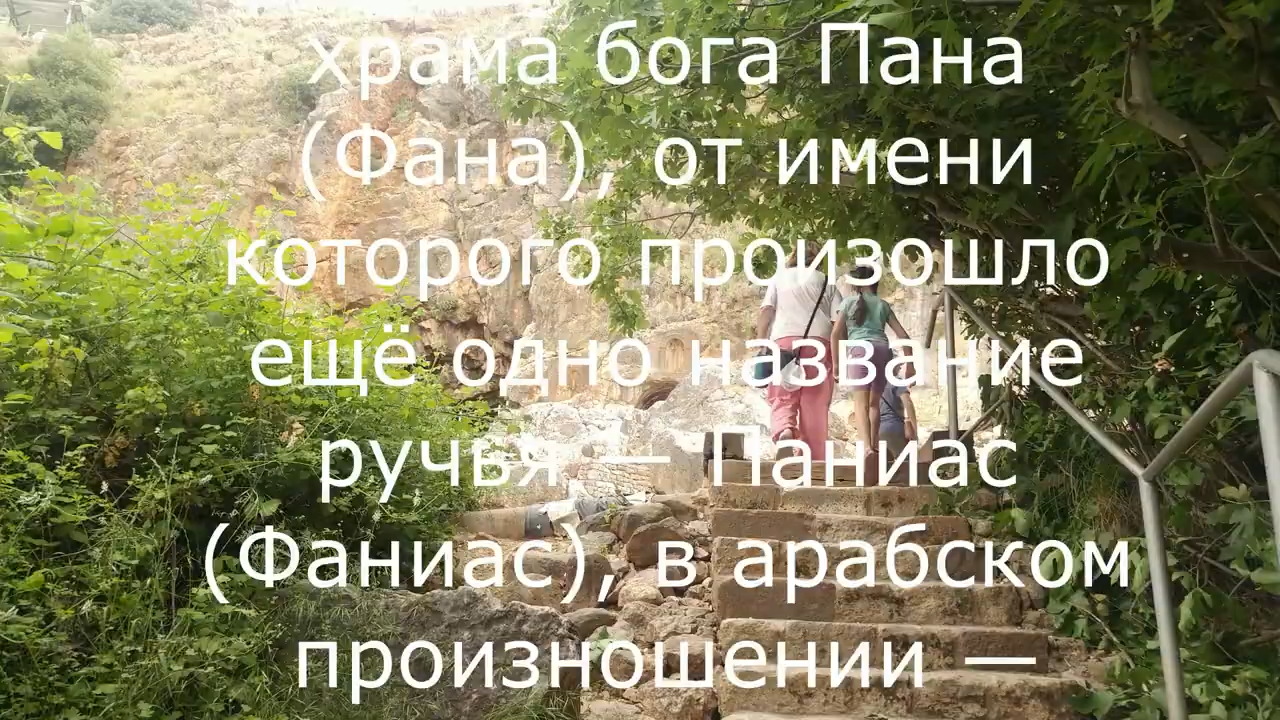 храма бога Пана
(Фана), от имени
которого произошло
ещё одно название
ручья, — Паниас
(Фаниас), в арабском
произношении —